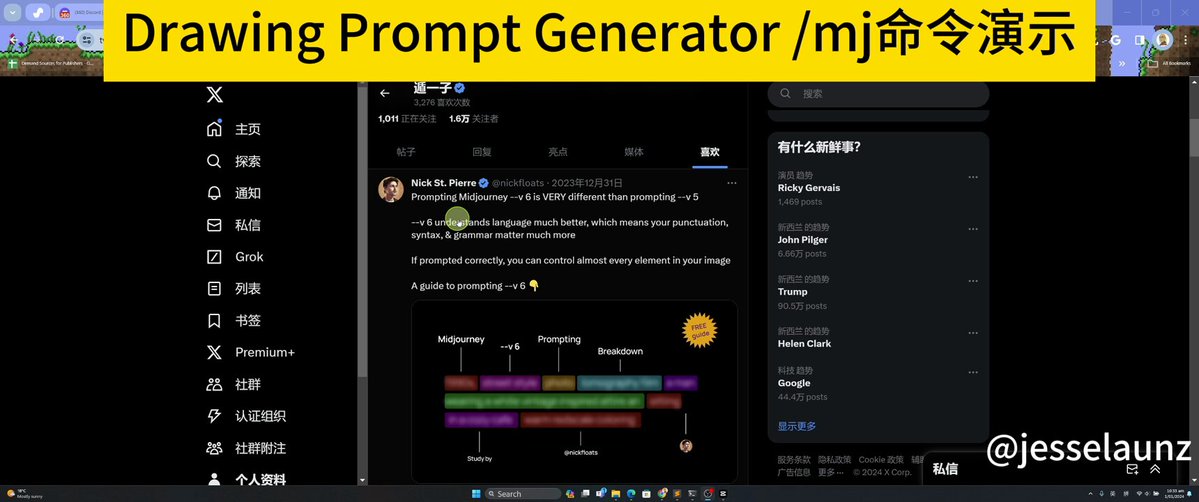 Drawing Prompt Generator /mj命令演示
All Bookmarks
遁一子
3,276 喜欢次数
1,011 正在关注 1.6万 关注者
帖子 回复 亮点 媒体 喜欢
主页
探索
通知
私信
Grok
列表
书签
Premium+
社群
认证组织
社群附注
个人资料
Nick St. Pierre @nickfloats · 2023年12月31日
Prompting Midjourney --v 6 is VERY different than prompting --v 5
--v 6 understands language much better, which means your punctuation,
syntax, & grammar matter much more
If prompted correctly, you can control almost every element in your image
A guide to prompting --v 6 👇
FREE
guide
Midjourney
--v 6
Prompting
Breakdown
Study by
@nickfloats
搜索
有什么新鲜事?
演员 趋势
Ricky Gervais
1,469 posts
新西兰 的趋势
John Pilger
6.66万 posts
新西兰 的趋势
Trump
90.5万 posts
新西兰 的趋势
Helen Clark
科技 趋势
Google
44.4万 posts
显示更多
服务条款 隐私政策 Cookie 政策
广告信息 更多 ··· © 2024 X Corp.
私信
@jesselaunz
Search